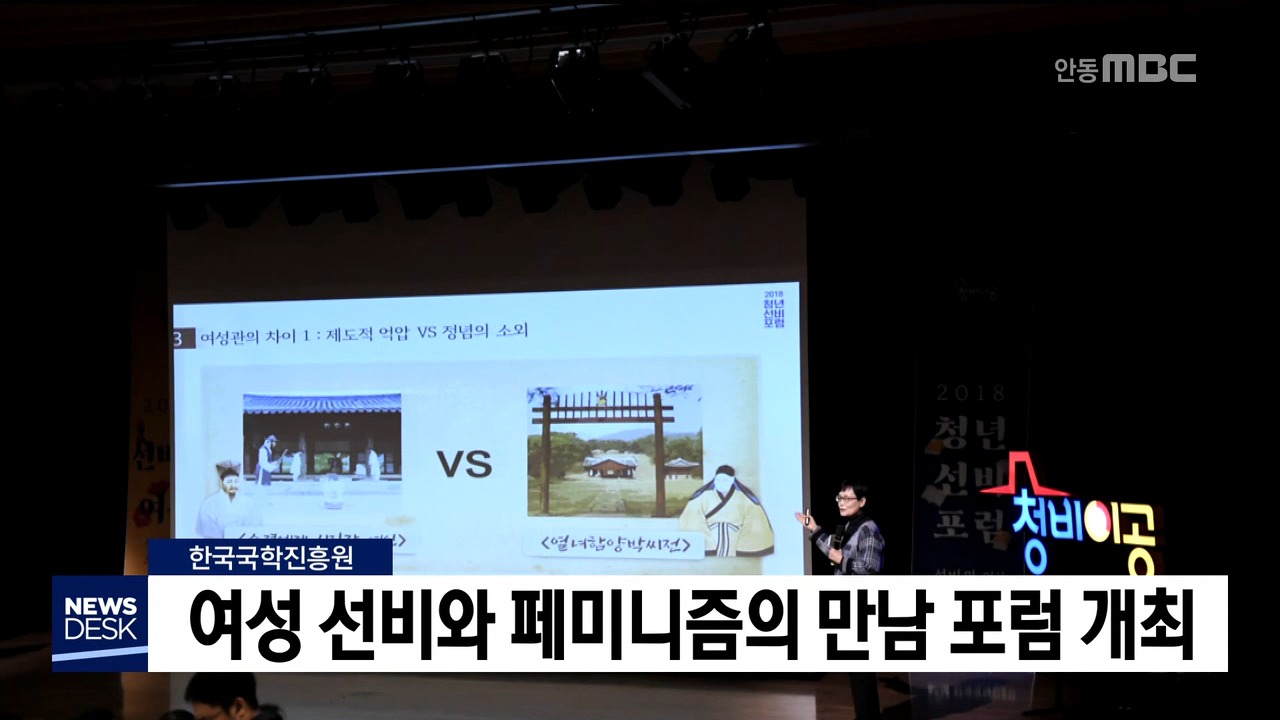 안동MBC
2018
청년
선비
포럼
3 여성관의 차이 1 : 제도적 억압 VS 정념의 소외
VS
<열녀함양박씨전>
2018
청년
선비
포럼
청비이공
한국국학진흥원
NEWS
DESK
여성 선비와 페미니즘의 만남 포럼 개최